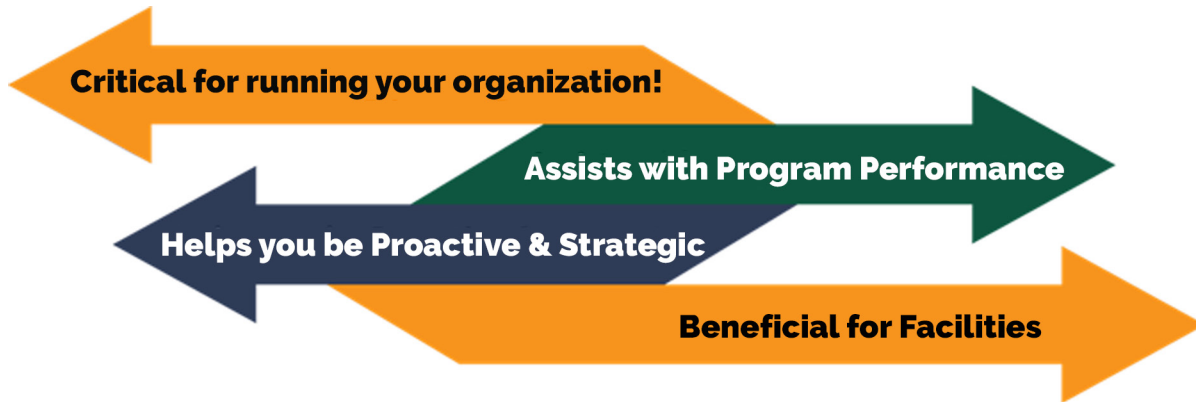 Critical for running your organization!
Assists with Program Performance
Helps you be Proactive & Strategic
Beneficial for Facilities